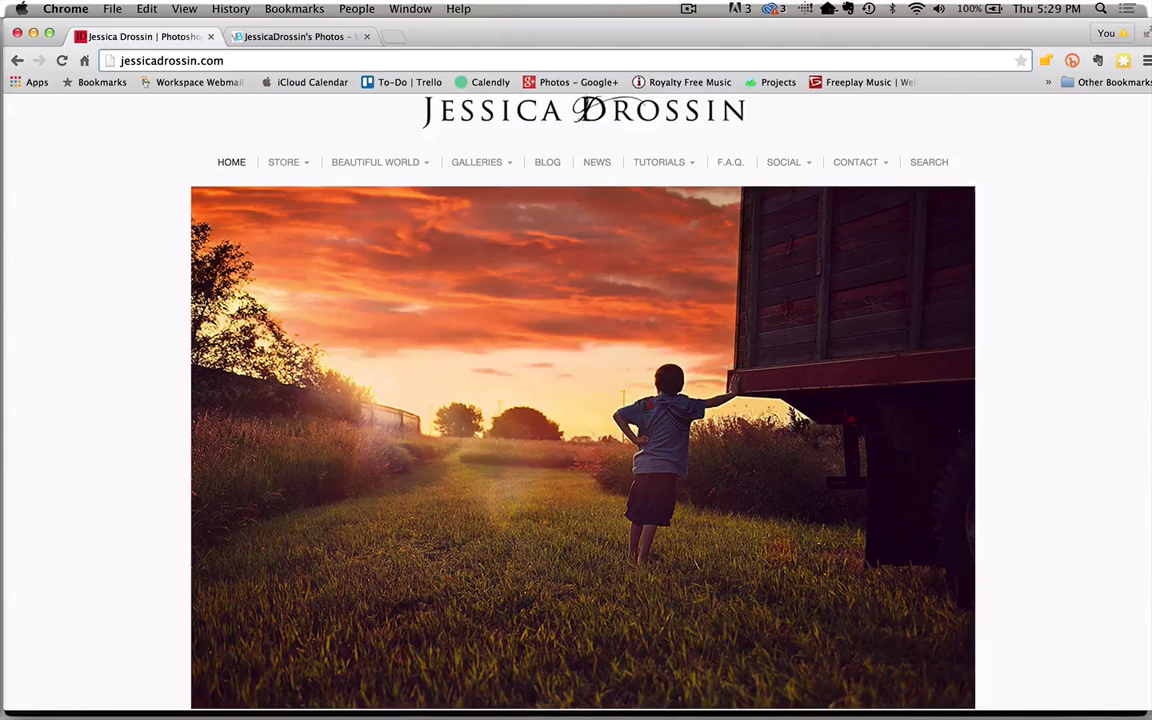 Chrome File Edit View History Bookmarks People Window Help 3 3 100% Thu 5:29 PM
Jessica Drossin | Photosho JessicaDrossin's Photos – You
jessicadrossin.com
Apps Bookmarks Workspace Webmail iCloud Calendar To-Do | Trello Calendly Photos - Google+ Royalty Free Music Projects Freeplay Music | We » Other Bookmarks
JESSICA DROSSIN
HOME STORE BEAUTIFUL WORLD GALLERIES BLOG NEWS TUTORIALS F.A.Q. SOCIAL CONTACT SEARCH